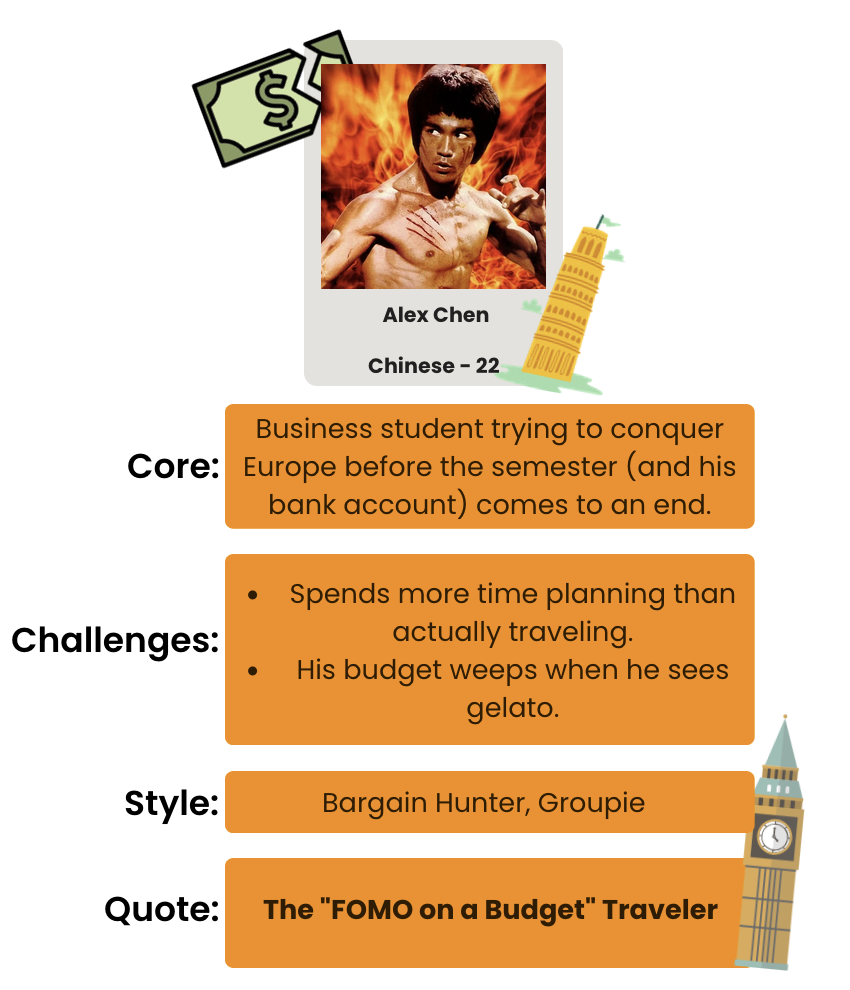 $
Alex Chen
Chinese - 22
Core:
Business student trying to conquer
Europe before the semester (and his
bank account) comes to an end.
Challenges:
• Spends more time planning than
actually traveling.
• His budget weeps when he sees
gelato.
Style:
Bargain Hunter, Groupie
Quote:
The "FOMO on a Budget" Traveler